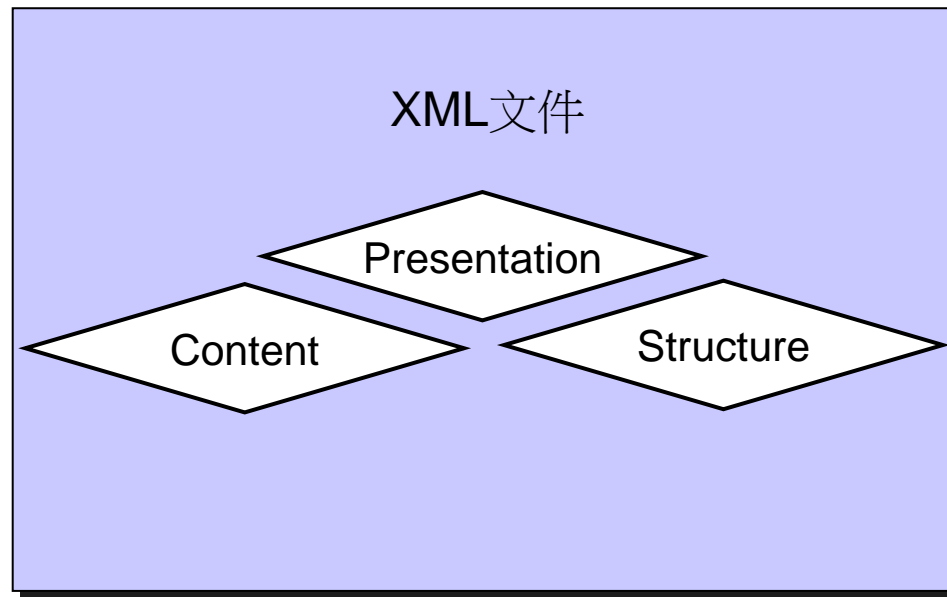 XML文件
Presentation
Content
Structure